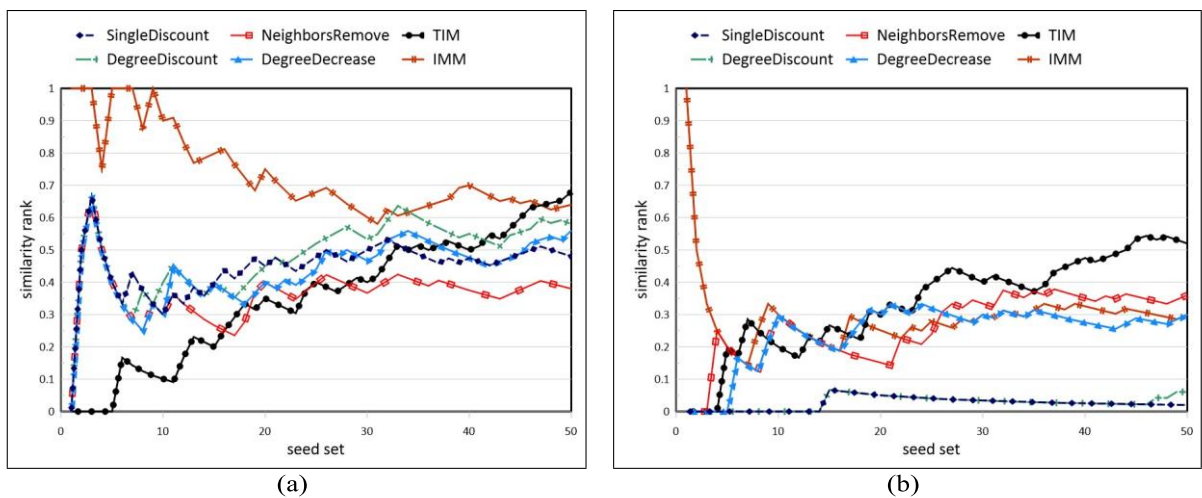 SingleDiscount NeighborsRemove TIM
DegreeDiscount DegreeDecrease IMM
1
0.9
0.8
0.7
0.6
0.5
0.4
0.3
0.2
0.1
0
similarity rank
0 10 20 30 40 50
seed set
(a)
SingleDiscount NeighborsRemove TIM
DegreeDiscount DegreeDecrease IMM
1
0.9
0.8
0.7
0.6
0.5
0.4
0.3
0.2
0.1
0
similarity rank
0 10 20 30 40 50
seed set
(b)